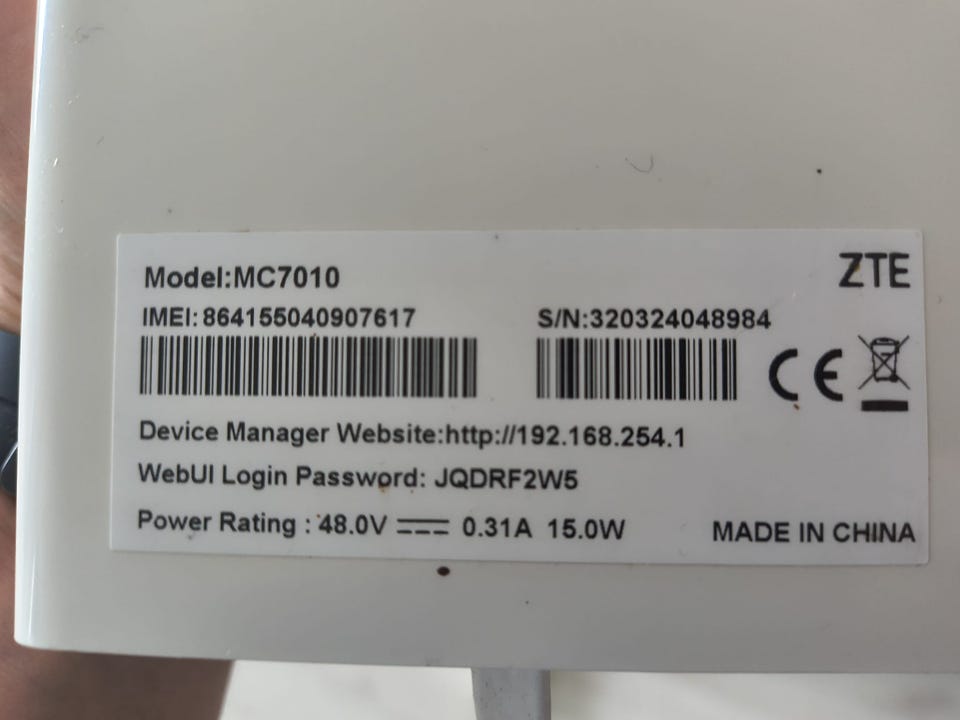 Model:MC7010
ZTE
IMEI: 864155040907617
S/N:320324048984
CE
Device Manager Website:http://192.168.254.1
WebUI Login Password: JQDRF2W5
Power Rating : 48.0V 0.31A 15.0W
MADE IN CHINA